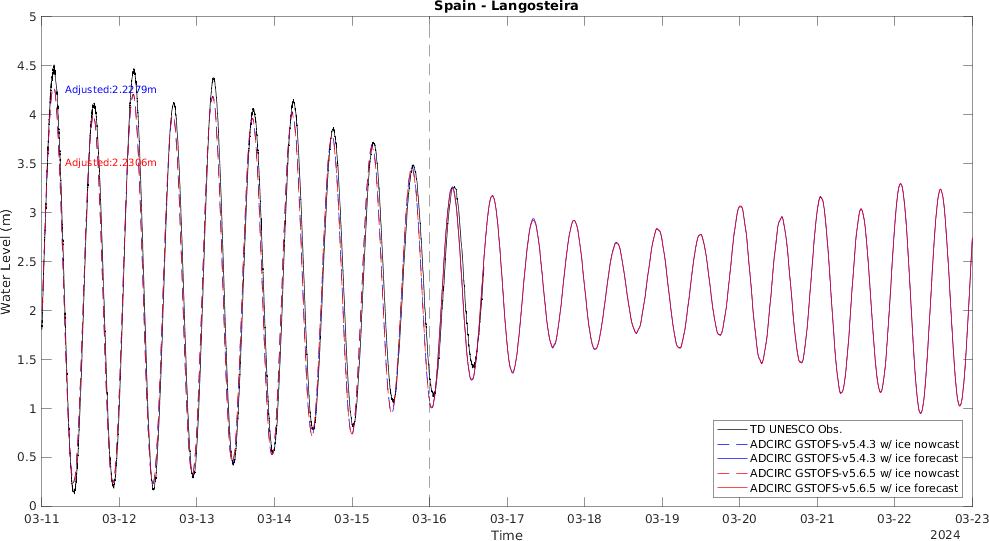 Spain - Langosteira
Water Level (m)
5
4.5
4
3.5
3
2.5
2
1.5
1
0.5
0
Adjusted:2.2279m
Adjusted:2.2306m
TD UNESCO Obs.
ADCIRC GSTOFS-v5.4.3 w/ ice nowcast
ADCIRC GSTOFS-v5.4.3 w/ ice forecast
ADCIRC GSTOFS-v5.6.5 w/ ice nowcast
ADCIRC GSTOFS-v5.6.5 w/ ice forecast
03-11 03-12 03-13 03-14 03-15 03-16 03-17 03-18 03-19 03-20 03-21 03-22 03-23
Time
2024